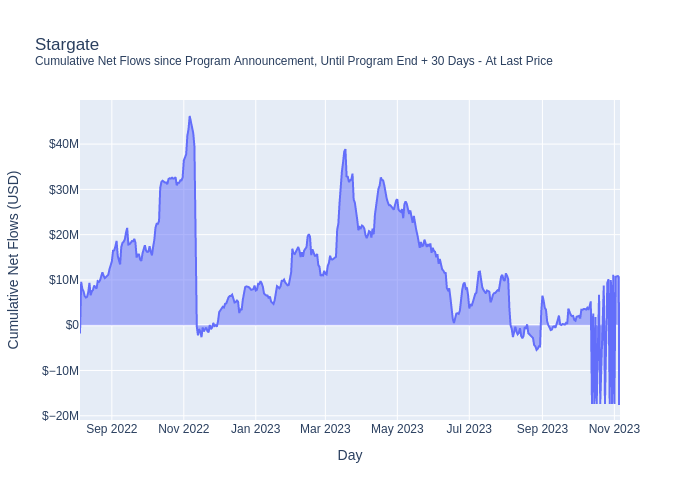 Stargate
Cumulative Net Flows since Program Announcement, Until Program End + 30 Days - At Last Price
Cumulative Net Flows (USD)
$40M
$30M
$20M
$10M
$0
$−10M
$−20M
Sep 2022
Nov 2022
Jan 2023
Mar 2023
May 2023
Jul 2023
Sep 2023
Nov 2023
Day